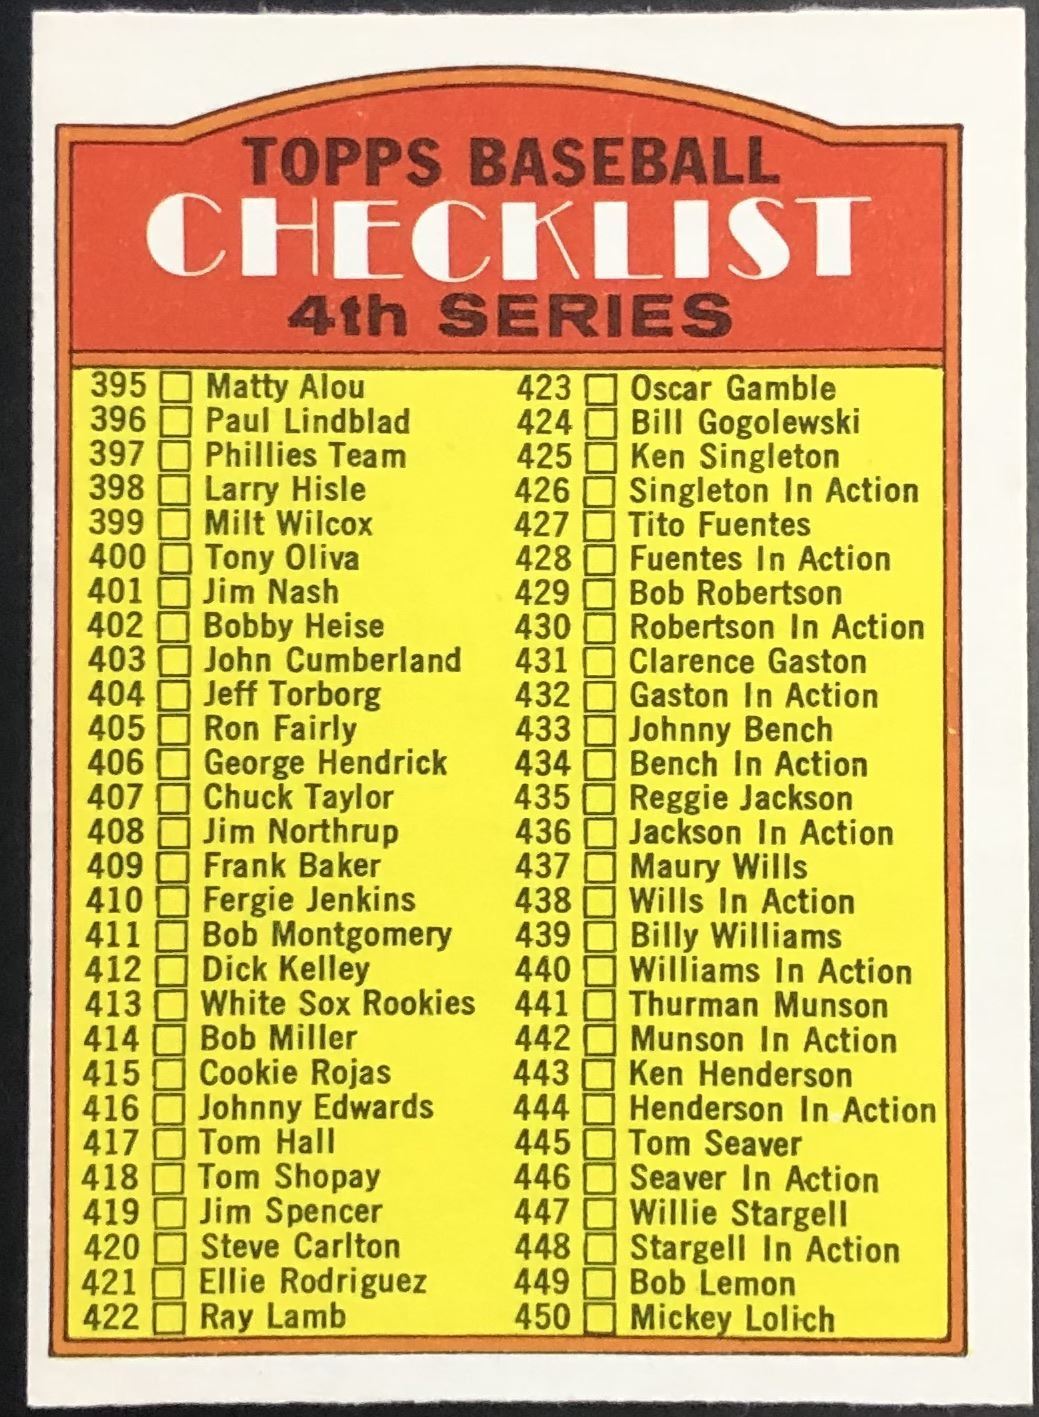 TOPPS BASEBALL
CHECKLIST
4th SERIES
395 Matty Alou
396 Paul Lindblad
397 Phillies Team
398 Larry Hisle
399 Milt Wilcox
400 Tony Oliva
401 Jim Nash
402 Bobby Heise
403 John Cumberland
404 Jeff Torborg
405 Ron Fairly
406 George Hendrick
407 Chuck Taylor
408 Jim Northrup
409 Frank Baker
410 Fergie Jenkins
411 Bob Montgomery
412 Dick Kelley
413 White Sox Rookies
414 Bob Miller
415 Cookie Rojas
416 Johnny Edwards
417 Tom Hall
418 Tom Shopay
419 Jim Spencer
420 Steve Carlton
421 Ellie Rodriguez
422 Ray Lamb
423 Oscar Gamble
424 Bill Gogolewski
425 Ken Singleton
426 Singleton In Action
427 Tito Fuentes
428 Fuentes In Action
429 Bob Robertson
430 Robertson In Action
431 Clarence Gaston
432 Gaston In Action
433 Johnny Bench
434 Bench In Action
435 Reggie Jackson
436 Jackson In Action
437 Maury Wills
438 Wills In Action
439 Billy Williams
440 Williams In Action
441 Thurman Munson
442 Munson In Action
443 Ken Henderson
444 Henderson In Action
445 Tom Seaver
446 Seaver In Action
447 Willie Stargell
448 Stargell In Action
449 Bob Lemon
450 Mickey Lolich